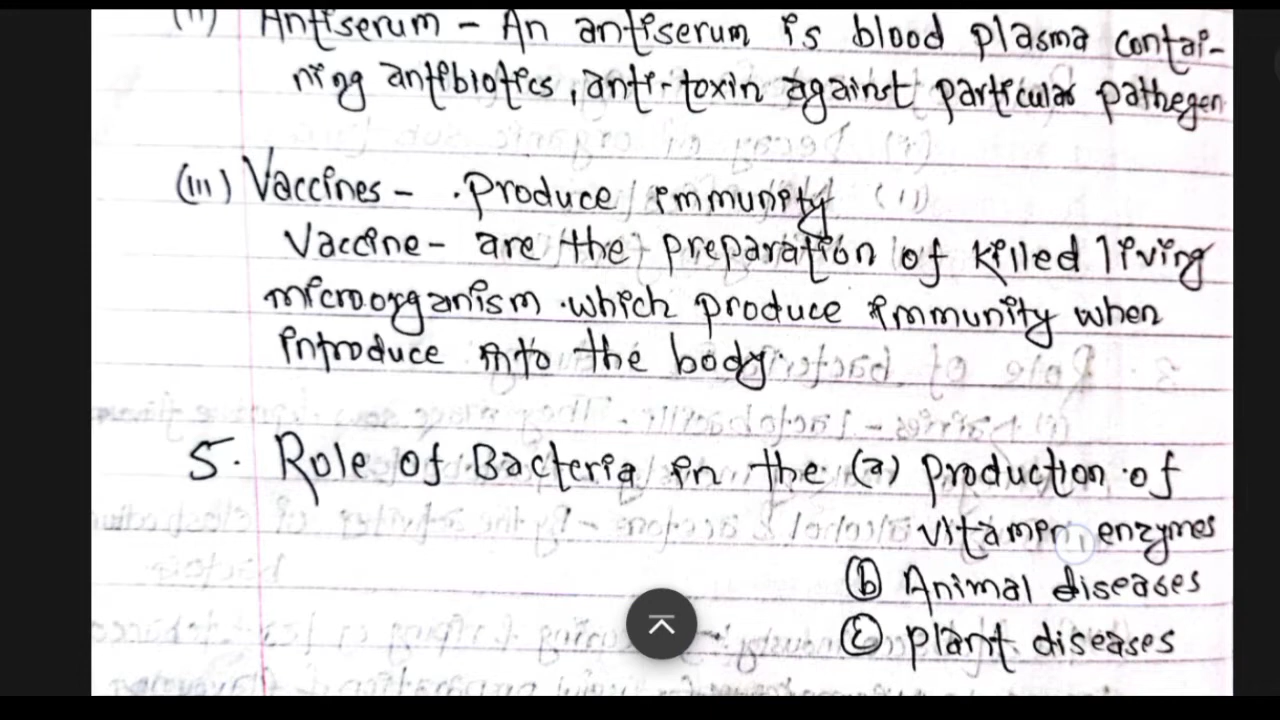 (ii) Antiserum - An antiserum is blood plasma contai-
ning antibiotics, anti-toxin against particular pathegen
(iii) Vaccines - .Produce immunity
Vaccine - are the preparation of killed living
microorganism .which produce immunity when
introduce into the body.
5. Role of Bacteria in the (a) production of
vitamen, enzymes
(b) Animal diseases
(c) plant diseases